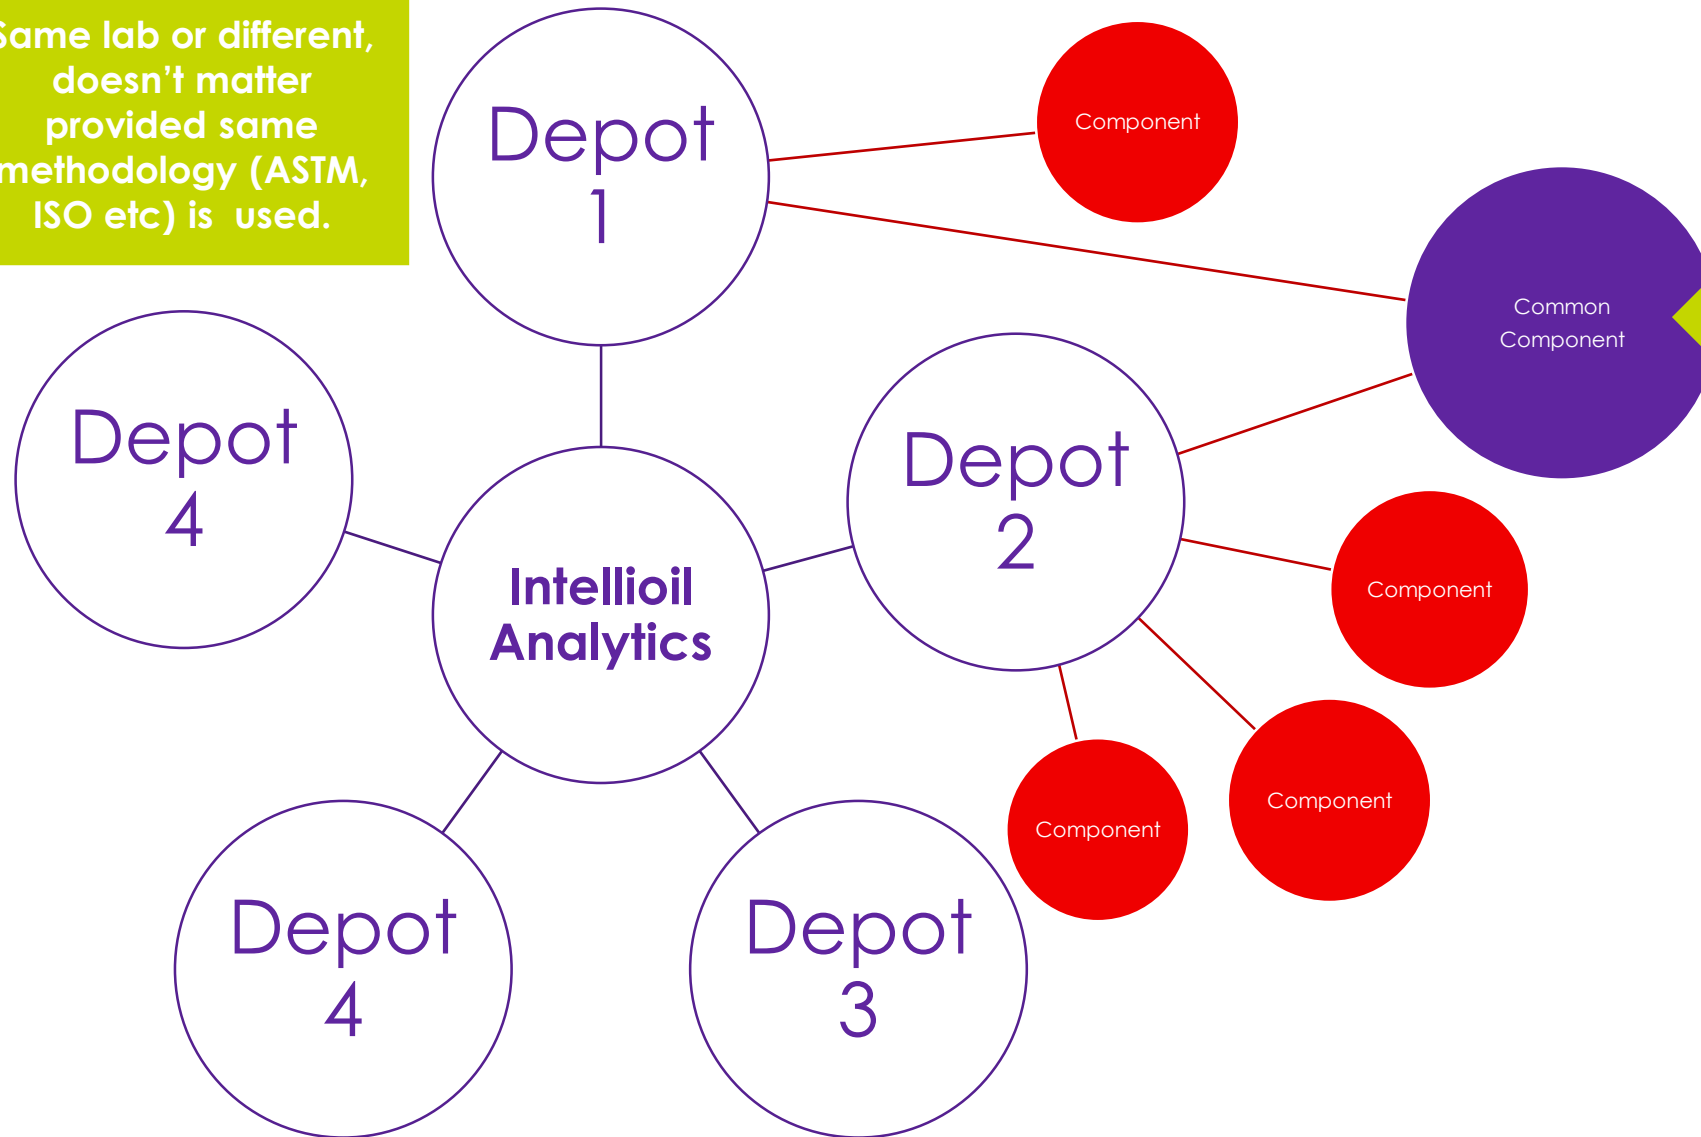 Same lab or different,
doesn't matter
provided same
methodology (ASTM,
ISO etc) is used.
Depot
1
Component
Common
Component
Depot
4
Depot
2
Intellioil
Analytics
Component
Component
Component
Depot
4
Depot
3